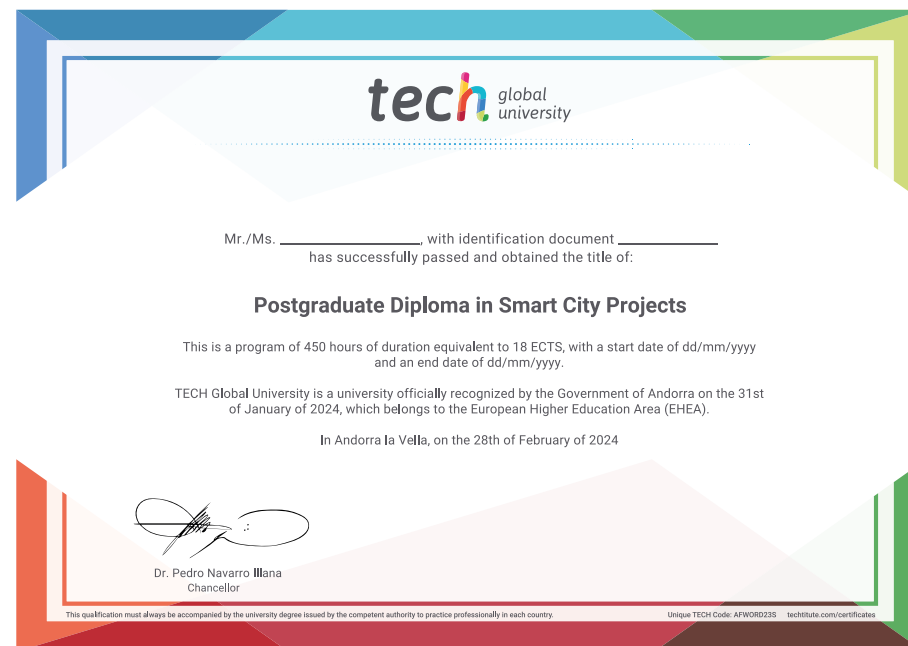 tech global university
Mr./Ms. ____________________, with identification document ______________
has successfully passed and obtained the title of:
Postgraduate Diploma in Smart City Projects
This is a program of 450 hours of duration equivalent to 18 ECTS, with a start date of dd/mm/yyyy
and an end date of dd/mm/yyyy.
TECH Global University is a university officially recognized by the Government of Andorra on the 31st
of January of 2024, which belongs to the European Higher Education Area (EHEA).
In Andorra la Vella, on the 28th of February of 2024
Dr. Pedro Navarro Illana
Chancellor
This qualification must always be accompanied by the university degree issued by the competent authority to practice professionally in each country.
Unique TECH Code: AFWORD23S techtitute.com/certificates